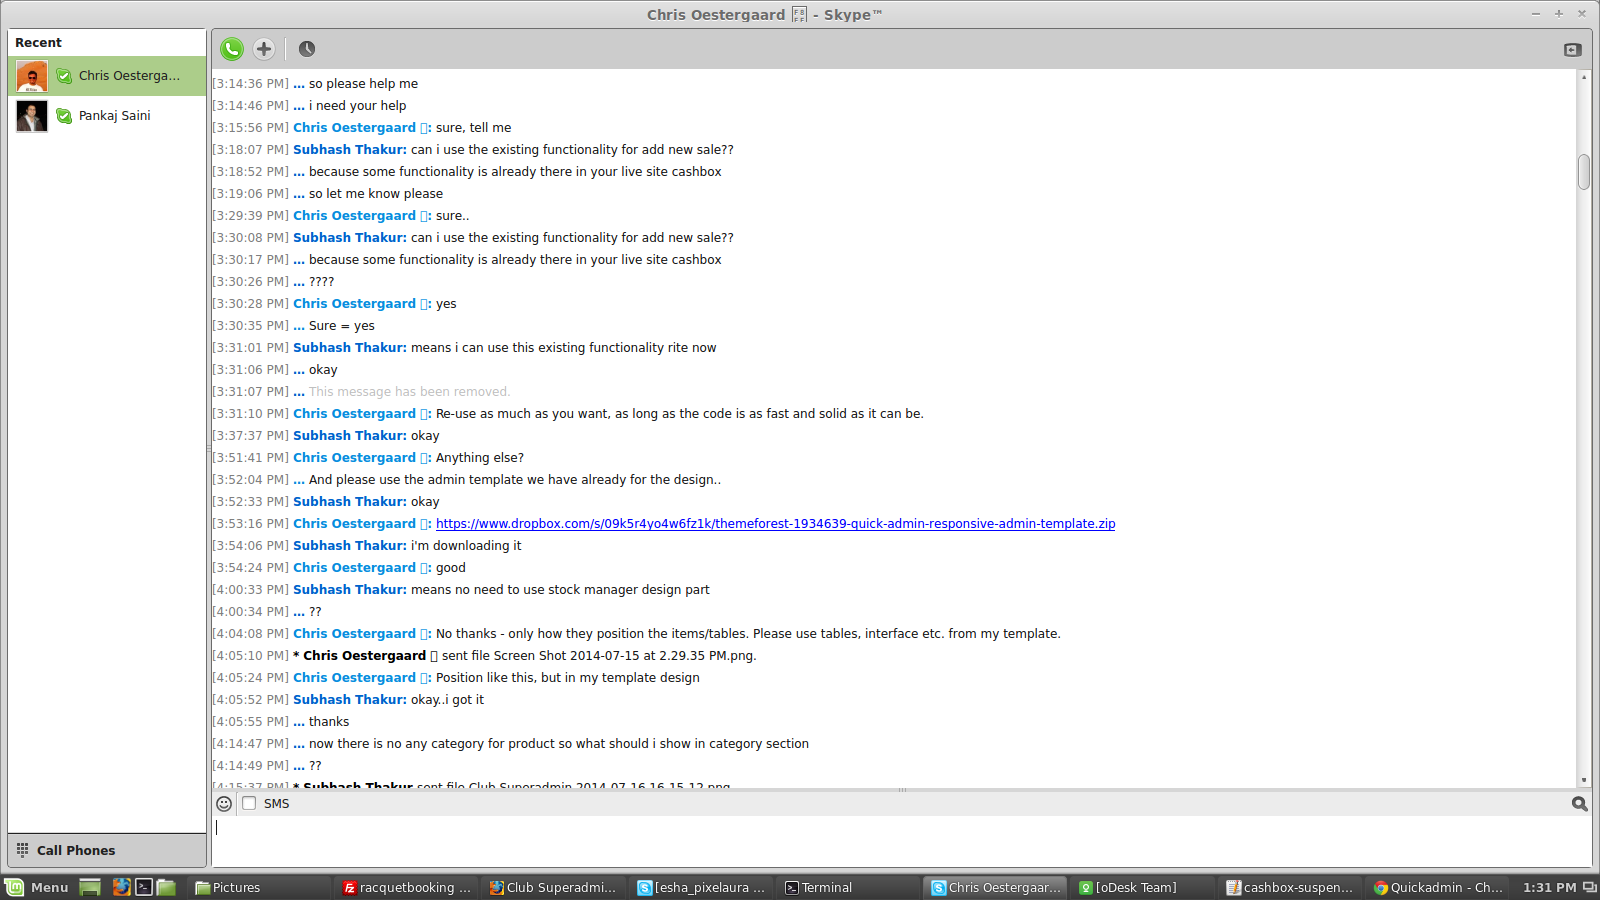 Chris Oestergaard - Skype™
Recent
Chris Oesterga...
Pankaj Saini
[3:14:36 PM] ... so please help me
[3:14:46 PM] ... i need your help
[3:15:56 PM] Chris Oestergaard : sure, tell me
[3:18:07 PM] Subhash Thakur: can i use the existing functionality for add new sale??
[3:18:52 PM] ... because some functionality is already there in your live site cashbox
[3:19:06 PM] ... so let me know please
[3:29:39 PM] Chris Oestergaard : sure..
[3:30:08 PM] Subhash Thakur: can i use the existing functionality for add new sale??
[3:30:17 PM] ... because some functionality is already there in your live site cashbox
[3:30:26 PM] ... ????
[3:30:28 PM] Chris Oestergaard : yes
[3:30:35 PM] ... Sure = yes
[3:31:01 PM] Subhash Thakur: means i can use this existing functionality rite now
[3:31:06 PM] ... okay
[3:31:07 PM] ... This message has been removed.
[3:31:10 PM] Chris Oestergaard : Re-use as much as you want, as long as the code is as fast and solid as it can be.
[3:37:37 PM] Subhash Thakur: okay
[3:51:41 PM] Chris Oestergaard : Anything else?
[3:52:04 PM] ... And please use the admin template we have already for the design..
[3:52:33 PM] Subhash Thakur: okay
[3:53:16 PM] Chris Oestergaard : https://www.dropbox.com/s/09k5r4yo4w6fz1k/themeforest-1934639-quick-admin-responsive-admin-template.zip
[3:54:06 PM] Subhash Thakur: i'm downloading it
[3:54:24 PM] Chris Oestergaard : good
[4:00:33 PM] Subhash Thakur: means no need to use stock manager design part
[4:00:34 PM] ... ??
[4:04:08 PM] Chris Oestergaard : No thanks - only how they position the items/tables. Please use tables, interface etc. from my template.
[4:05:10 PM] * Chris Oestergaard sent file Screen Shot 2014-07-15 at 2.29.35 PM.png.
[4:05:24 PM] Chris Oestergaard : Position like this, but in my template design
[4:05:52 PM] Subhash Thakur: okay..i got it
[4:05:55 PM] ... thanks
[4:14:47 PM] ... now there is no any category for product so what should i show in category section
[4:14:49 PM] ... ??
[4:15:37 PM] * Subhash Thakur sent file Club Superadmin 2014-07-16 16-15-12.png.
SMS
Call Phones
Menu Pictures racquetbooking ... Club Superadmi... [esha_pixelaura ... Terminal Chris Oestergaar... [oDesk Team] cashbox-suspen... Quickadmin - Ch... 1:31 PM